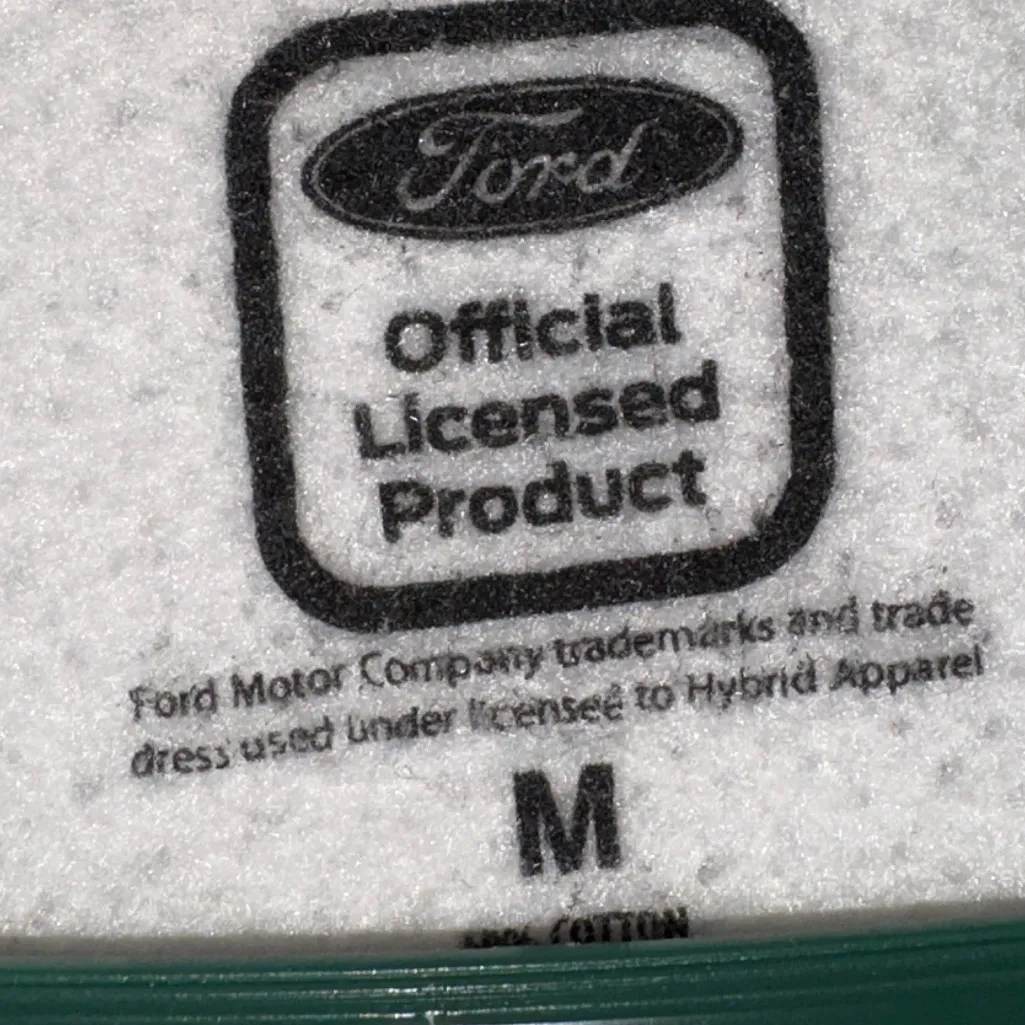 Ford
Official
Licensed
Product
Ford Motor Company trademarks and trade
dress used under licensee to Hybrid Apparel
M
COTTON